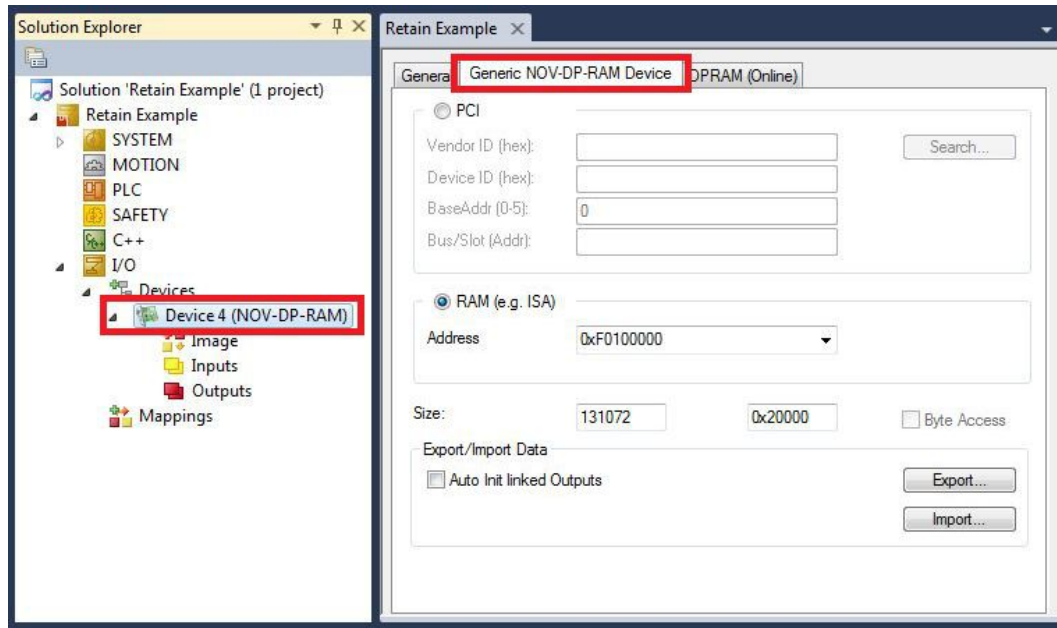 Solution Explorer
Solution 'Retain Example' (1 project)
Retain Example
SYSTEM
MOTION
PLC
SAFETY
C++
I/O
Devices
Device 4 (NOV-DP-RAM)
Image
Inputs
Outputs
Mappings
Retain Example
Genera Generic NOV-DP-RAM Device DPRAM (Online)
PCI
Vendor ID (hex): Search...
Device ID (hex):
BaseAddr (0-5): 0
Bus/Slot (Addr):
RAM (e.g. ISA)
Address 0xF0100000
Size: 131072 0x20000 Byte Access
Export/Import Data
Auto Init linked Outputs Export...
Import...